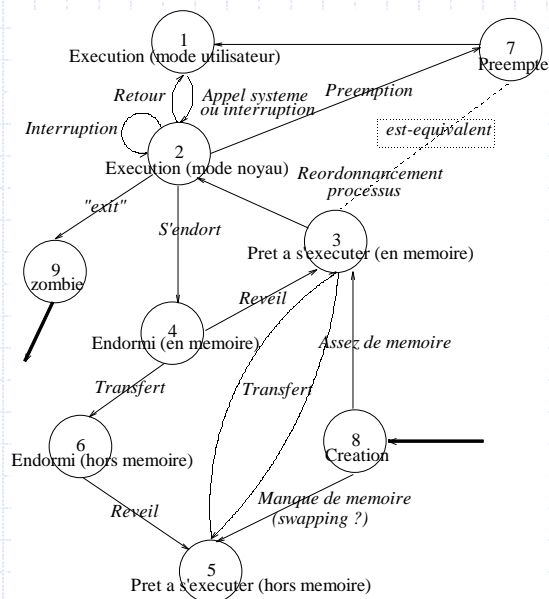 1
Execution (mode utilisateur)
7
Preempte
Retour
Appel systeme
ou interruption
Preemption
Interruption
est-equivalent
2
Execution (mode noyau)
Reordonnancement
processus
"exit"
S'endort
3
Pret a s'executer (en memoire)
9
zombie
Reveil
4
Endormi (en memoire)
Assez de memoire
Transfert
Transfert
6
Endormi (hors memoire)
8
Creation
Manque de memoire
(swapping ?)
Reveil
5
Pret a s'executer (hors memoire)